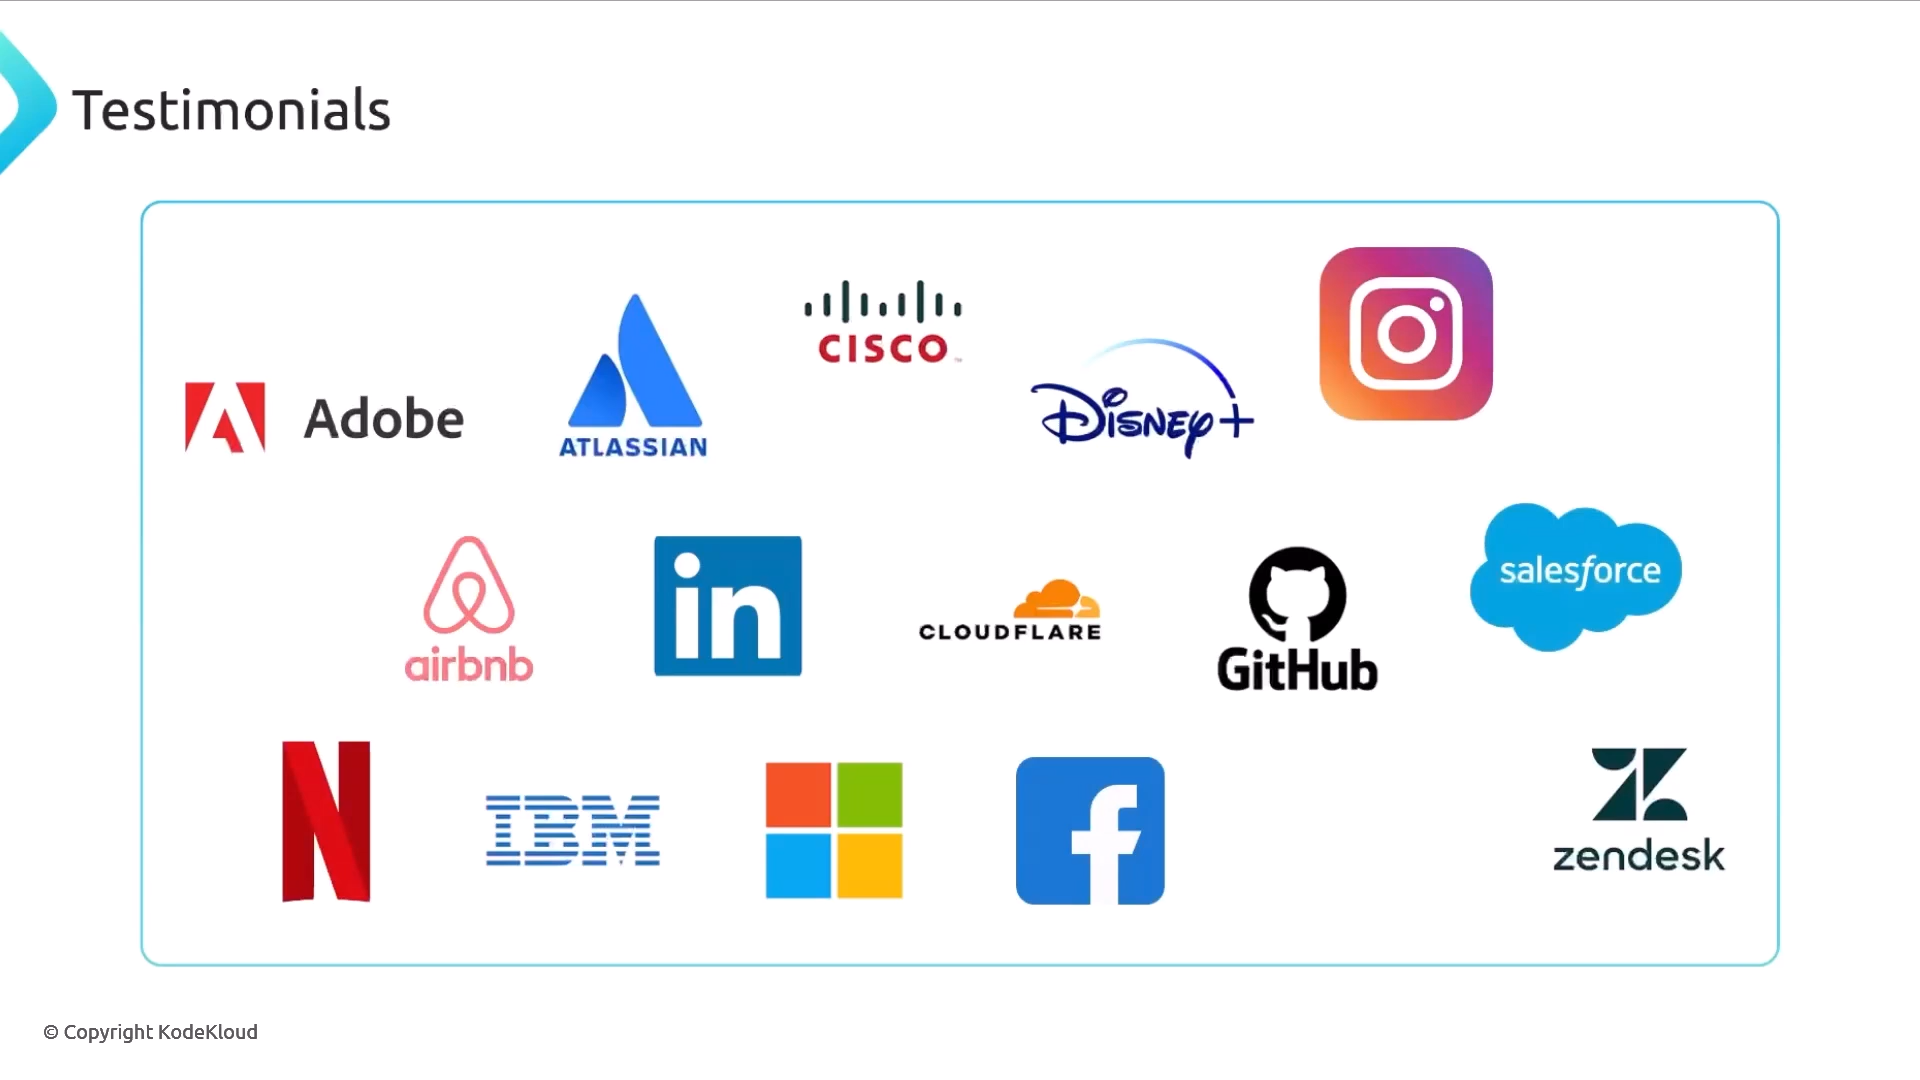 Testimonials
CISCO
Adobe
ATLASSIAN
Disney+
salesforce
airbnb
in
CLOUDFLARE
GitHub
N
IBM
f
zendesk
© Copyright KodeKloud